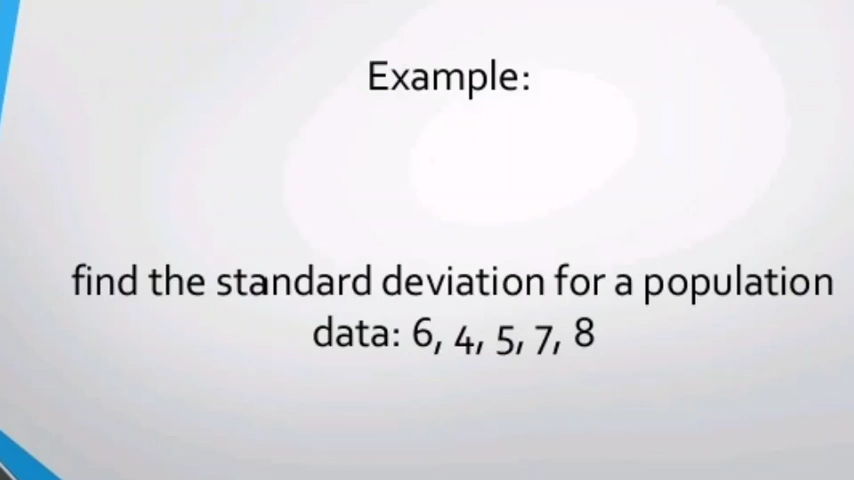 Example:
find the standard deviation for a population
data: 6, 4, 5, 7, 8